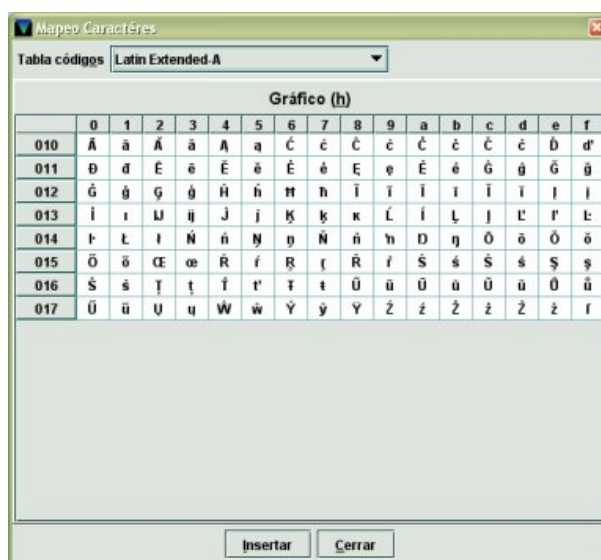 Mapeo Caractéres
Tabla códigos Latin Extended-A
Gráfico (h)
0 1 2 3 4 5 6 7 8 9 a b c d e f
010 Ā ā Ă ă Ą ą Ć ć Ĉ ĉ Ċ ċ Č č Ď ď
011 Đ đ Ē ē Ĕ ĕ Ė ė Ę ę Ě ě Ĝ ĝ Ğ ğ
012 Ġ ġ Ģ ģ Ĥ ĥ Ħ ħ Ĩ ĩ Ī ī Ĭ ĭ Į į
013 İ ı Ĳ ĳ Ĵ ĵ Ķ ķ ĸ Ĺ ĺ Ļ ļ Ľ ľ Ŀ
014 ŀ Ł ł Ń ń Ņ ņ Ň ň ŉ Ŋ ŋ Ō ō Ŏ ŏ
015 Ő ő Œ œ Ŕ ŕ Ŗ ŗ Ř ř Ś ś Ŝ ŝ Ş ş
016 Š š Ţ ţ Ť ť Ŧ ŧ Ũ ũ Ū ū Ŭ ŭ Ů ů
017 Ű ű Ų ų Ŵ ŵ Ŷ ŷ Ÿ Ź ź Ż ż Ž ž ſ
Insertar Cerrar